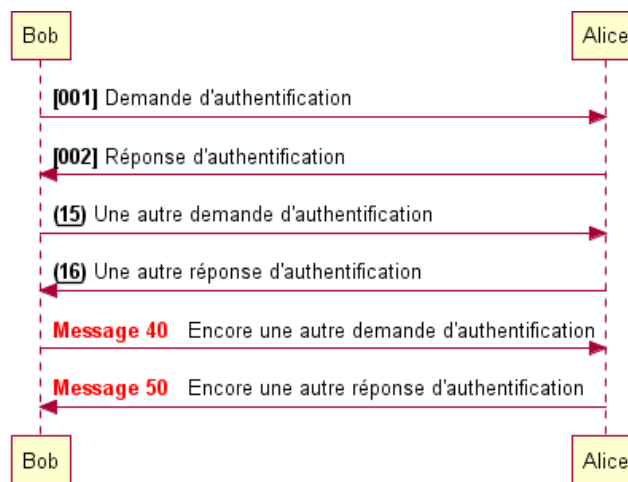 Bob Alice
[001] Demande d'authentification
[002] Réponse d'authentification
(15) Une autre demande d'authentification
(16) Une autre réponse d'authentification
Message 40 Encore une autre demande d'authentification
Message 50 Encore une autre réponse d'authentification
Bob Alice